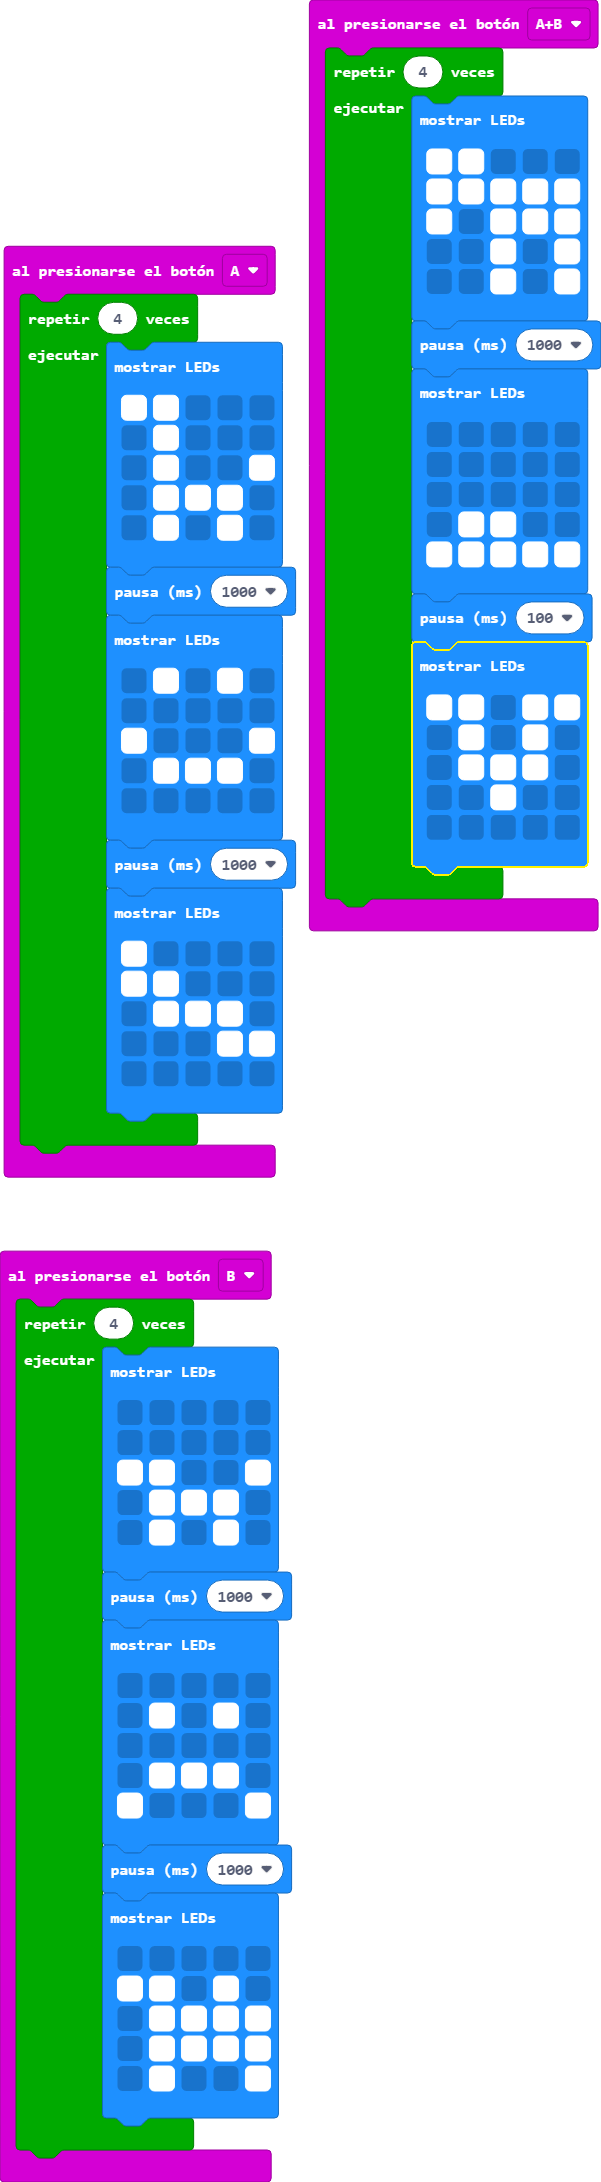 al presionarse el botón A+B
repetir 4 veces
ejecutar
mostrar LEDs
pausa (ms) 1000
mostrar LEDs
pausa (ms) 100
mostrar LEDs
al presionarse el botón A
repetir 4 veces
ejecutar
mostrar LEDs
pausa (ms) 1000
mostrar LEDs
pausa (ms) 1000
mostrar LEDs
al presionarse el botón B
repetir 4 veces
ejecutar
mostrar LEDs
pausa (ms) 1000
mostrar LEDs
pausa (ms) 1000
mostrar LEDs